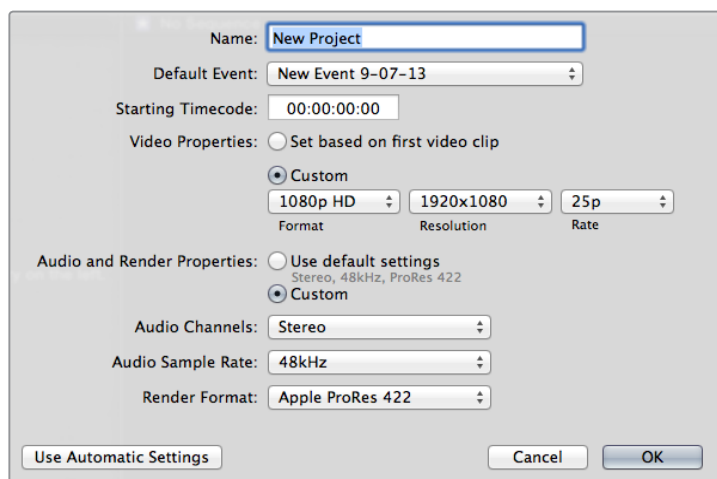 No Sequence
Name: New Project
Default Event: New Event 9-07-13
Starting Timecode: 00:00:00:00
Video Properties: Set based on first video clip
Custom
1080p HD 1920x1080 25p
Format Resolution Rate
Audio and Render Properties: Use default settings
Stereo, 48kHz, ProRes 422
Custom
Audio Channels: Stereo
Audio Sample Rate: 48kHz
Render Format: Apple ProRes 422
Use Automatic Settings Cancel OK